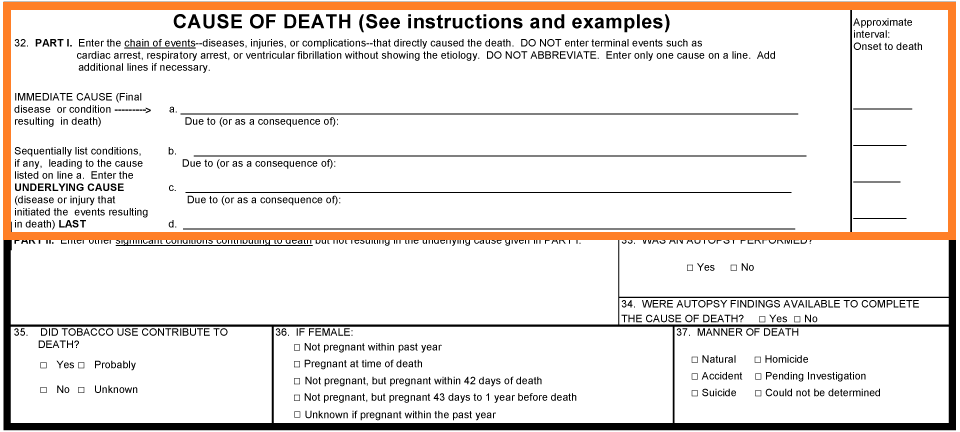 CAUSE OF DEATH (See instructions and examples)
32. PART I. Enter the chain of events--diseases, injuries, or complications--that directly caused the death. DO NOT enter terminal events such as
cardiac arrest, respiratory arrest, or ventricular fibrillation without showing the etiology. DO NOT ABBREVIATE. Enter only one cause on a line. Add
additional lines if necessary.
Approximate
interval:
Onset to death
IMMEDIATE CAUSE (Final
disease or condition --------->
resulting in death)
a.
Due to (or as a consequence of):
Sequentially list conditions,
if any, leading to the cause
listed on line a. Enter the
UNDERLYING CAUSE
(disease or injury that
initiated the events resulting
in death) LAST
b.
Due to (or as a consequence of):
c.
Due to (or as a consequence of):
d.
PART II. Enter other significant conditions contributing to death but not resulting in the underlying cause given in PART I.
33. WAS AN AUTOPSY PERFORMED?
□ Yes □ No
34. WERE AUTOPSY FINDINGS AVAILABLE TO COMPLETE
THE CAUSE OF DEATH? □ Yes □ No
35. DID TOBACCO USE CONTRIBUTE TO
DEATH?
□ Yes □ Probably
□ No □ Unknown
36. IF FEMALE:
□ Not pregnant within past year
□ Pregnant at time of death
□ Not pregnant, but pregnant within 42 days of death
□ Not pregnant, but pregnant 43 days to 1 year before death
□ Unknown if pregnant within the past year
37. MANNER OF DEATH
□ Natural □ Homicide
□ Accident □ Pending Investigation
□ Suicide □ Could not be determined